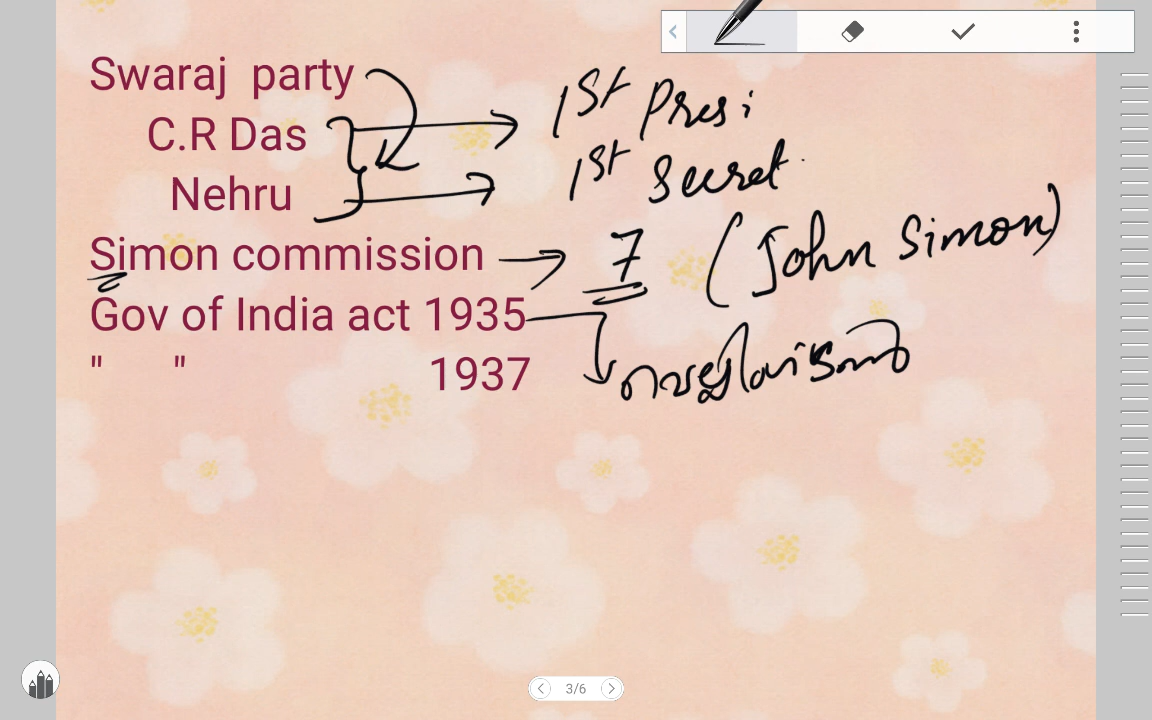 Swaraj party
C.R Das → 1st Presi
Nehru → 1st Secret.
Simon commission → 7 (John Simon)
Gov of India act 1935
" " 1937
3/6